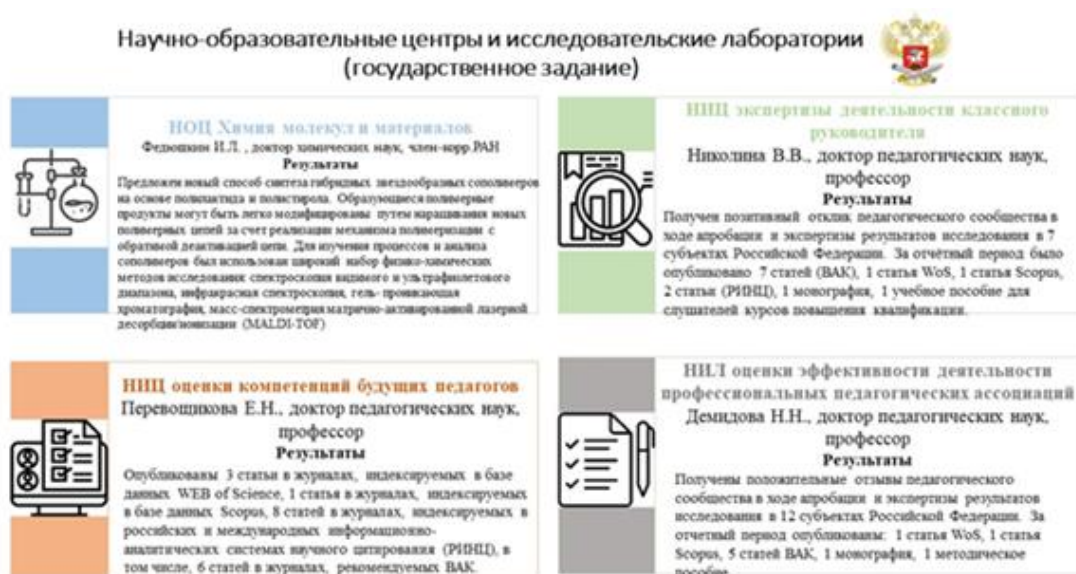 Научно-образовательные центры и исследовательские лаборатории
(государственное задание)
НОЦ Химия молекул и материалов
Федюшкин И.Л. , доктор химических наук, член-корр.РАН
Результаты
Предложен новый способ синтеза гибридных звездообразных сополимеров
на основе полилактида и полистирола. Образующиеся полимерные
продукты могут быть легко модифицированы путем наращивания новых
полимерных цепей за счет реализации механизма полимеризации с
обратимой деактивацией цепи. Для изучения процессов и анализа
сополимеров был использован широкий набор физико-химических
методов исследования: спектроскопия видимого и ультрафиолетового
диапазона, инфракрасная спектроскопия, гель- проникающая
хроматография, масс-спектрометрия матрично-активированной лазерной
десорбции/ионизации (MALDI-TOF)
НИЦ экспертизы деятельности классного
руководителя
Николина В.В., доктор педагогических наук,
профессор
Результаты
Получен позитивный отклик педагогического сообщества в
ходе апробации и экспертизы результатов исследования в 7
субъектах Российской Федерации. За отчётный период было
опубликовано 7 статей (ВАК), 1 статья WoS, 1 статья Scopus,
2 статьи (РИНЦ), 1 монография, 1 учебное пособие для
слушателей курсов повышения квалификации.
НИЦ оценки компетенций будущих педагогов
Перевощикова Е.Н., доктор педагогических наук,
профессор
Результаты
Опубликованы 3 статьи в журналах, индексируемых в базе
данных WEB of Science, 1 статья в журналах, индексируемых
в базе данных Scopus, 8 статей в журналах, индексируемых в
российских и международных информационно-
аналитических системах научного цитирования (РИНЦ), в
том числе, 6 статей в журналах, рекомендуемых ВАК.
НИЛ оценки эффективности деятельности
профессиональных педагогических ассоциаций
Демидова Н.Н., доктор педагогических наук,
профессор
Результаты
Получены положительные отзывы педагогического
сообщества в ходе апробации и экспертизы результатов
исследования в 12 субъектах Российской Федерации. За
отчетный период опубликованы: 1 статья WoS, 1 статья
Scopus, 5 статей ВАК, 1 монография, 1 методическое
пособие